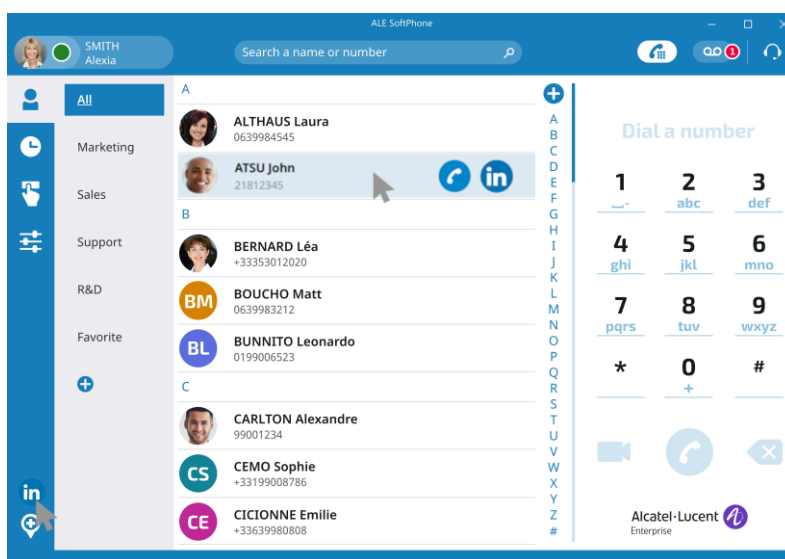 ALE SoftPhone
SMITH
Alexia
Search a name or number
1
All
Marketing
Sales
Support
R&D
Favorite
in
A
ALTHAUS Laura
0639984545
ATSU John
21812345
in
B
BERNARD Léa
+33353012020
BM
BOUCHO Matt
0639983212
BL
BUNNITO Leonardo
0199006523
C
CARLTON Alexandre
99001234
CS
CEMO Sophie
+33199008786
CE
CICIONNE Emilie
+33639980808
A
B
C
D
E
F
G
H
I
J
K
L
M
N
O
P
Q
R
S
T
U
V
W
X
Y
Z
#
Dial a number
1 2 3
abc def
4 5 6
ghi jkl mno
7 8 9
pqrs tuv wxyz
* 0 #
+
Alcatel·Lucent
Enterprise